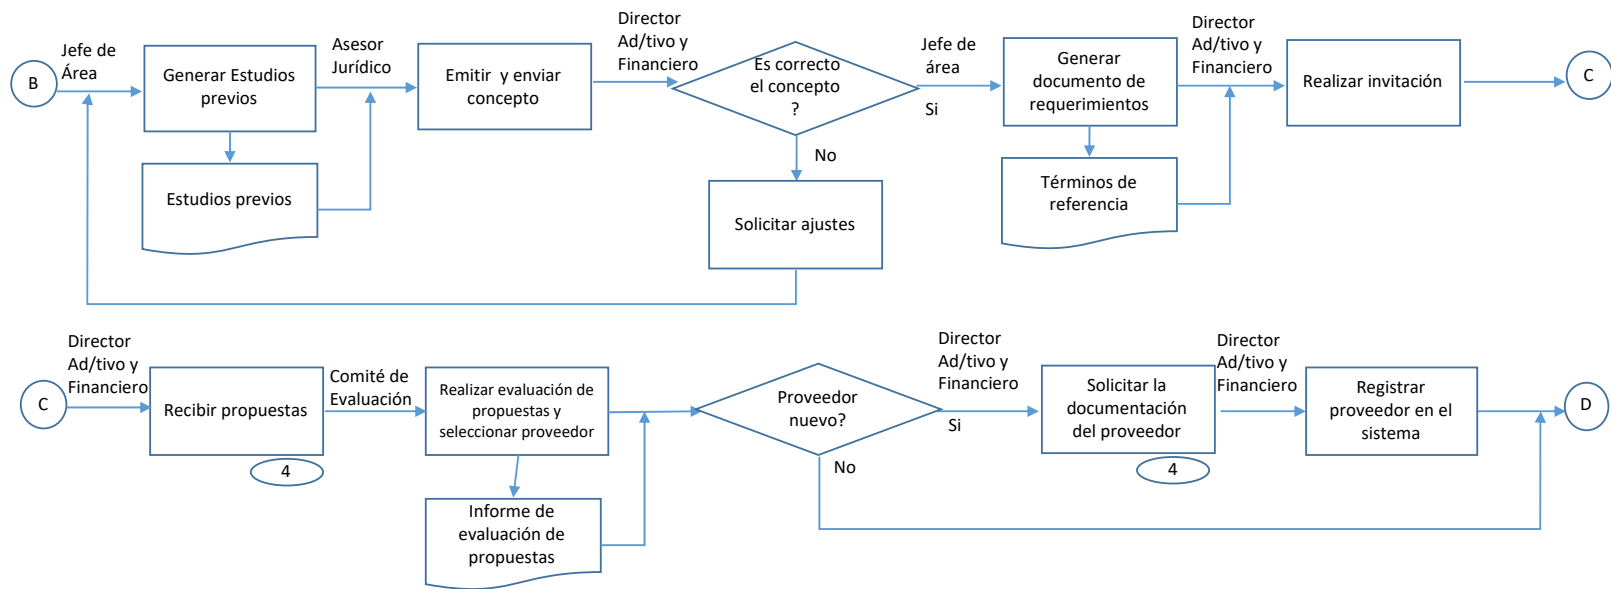 B
Jefe de
Área
Generar Estudios
previos
Estudios previos
Asesor
Jurídico
Emitir y enviar
concepto
Director
Ad/tivo y
Financiero
Es correcto
el concepto
?
No
Solicitar ajustes
Jefe de
área
Si
Generar
documento de
requerimientos
Términos de
referencia
Director
Ad/tivo y
Financiero
Realizar invitación
C
C
Director
Ad/tivo y
Financiero
Recibir propuestas
4
Comité de
Evaluación
Realizar evaluación de
propuestas y
seleccionar proveedor
Informe de
evaluación de
propuestas
Proveedor
nuevo?
No
Director
Ad/tivo y
Financiero
Si
Solicitar la
documentación
del proveedor
4
Director
Ad/tivo y
Financiero
Registrar
proveedor en el
sistema
D